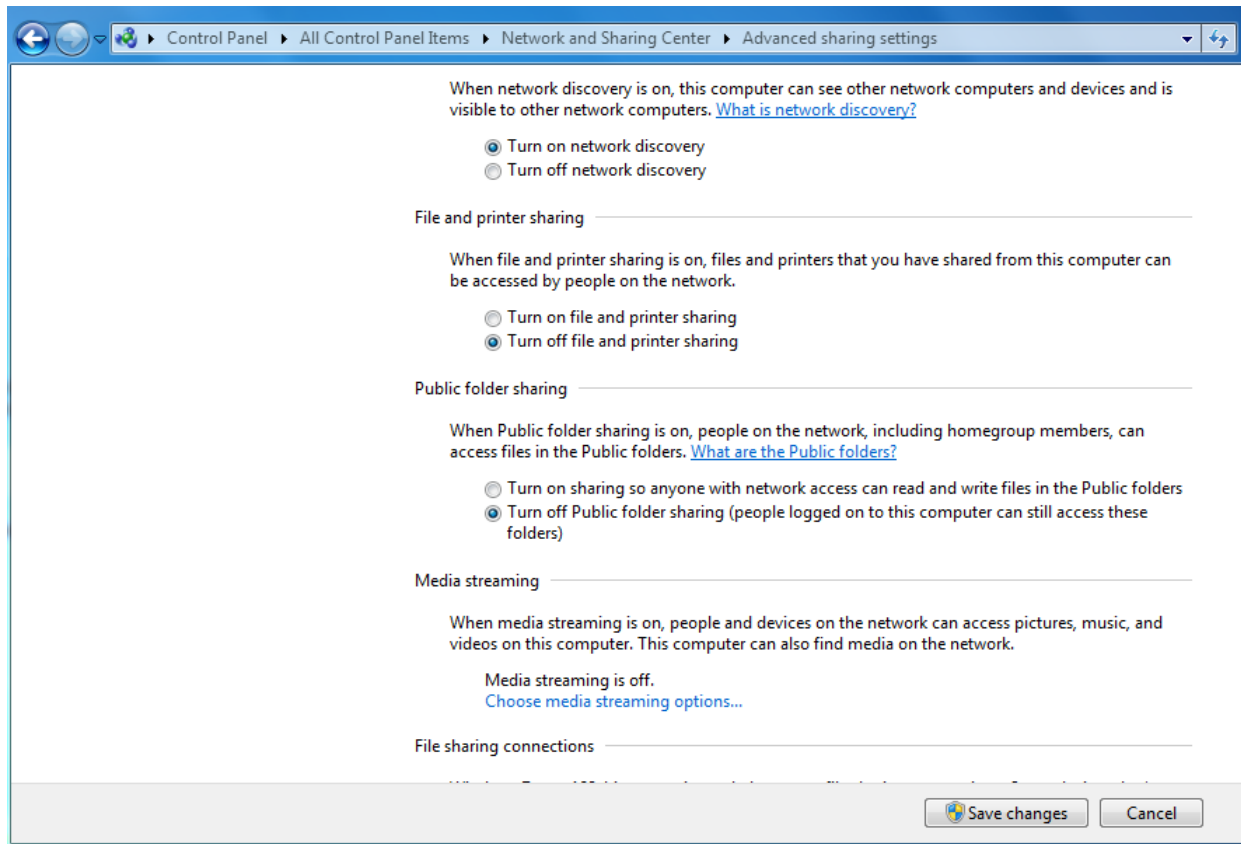 Control Panel ▸ All Control Panel Items ▸ Network and Sharing Center ▸ Advanced sharing settings
When network discovery is on, this computer can see other network computers and devices and is
visible to other network computers. What is network discovery?
Turn on network discovery
Turn off network discovery
File and printer sharing
When file and printer sharing is on, files and printers that you have shared from this computer can
be accessed by people on the network.
Turn on file and printer sharing
Turn off file and printer sharing
Public folder sharing
When Public folder sharing is on, people on the network, including homegroup members, can
access files in the Public folders. What are the Public folders?
Turn on sharing so anyone with network access can read and write files in the Public folders
Turn off Public folder sharing (people logged on to this computer can still access these
folders)
Media streaming
When media streaming is on, people and devices on the network can access pictures, music, and
videos on this computer. This computer can also find media on the network.
Media streaming is off.
Choose media streaming options...
File sharing connections
Save changes Cancel